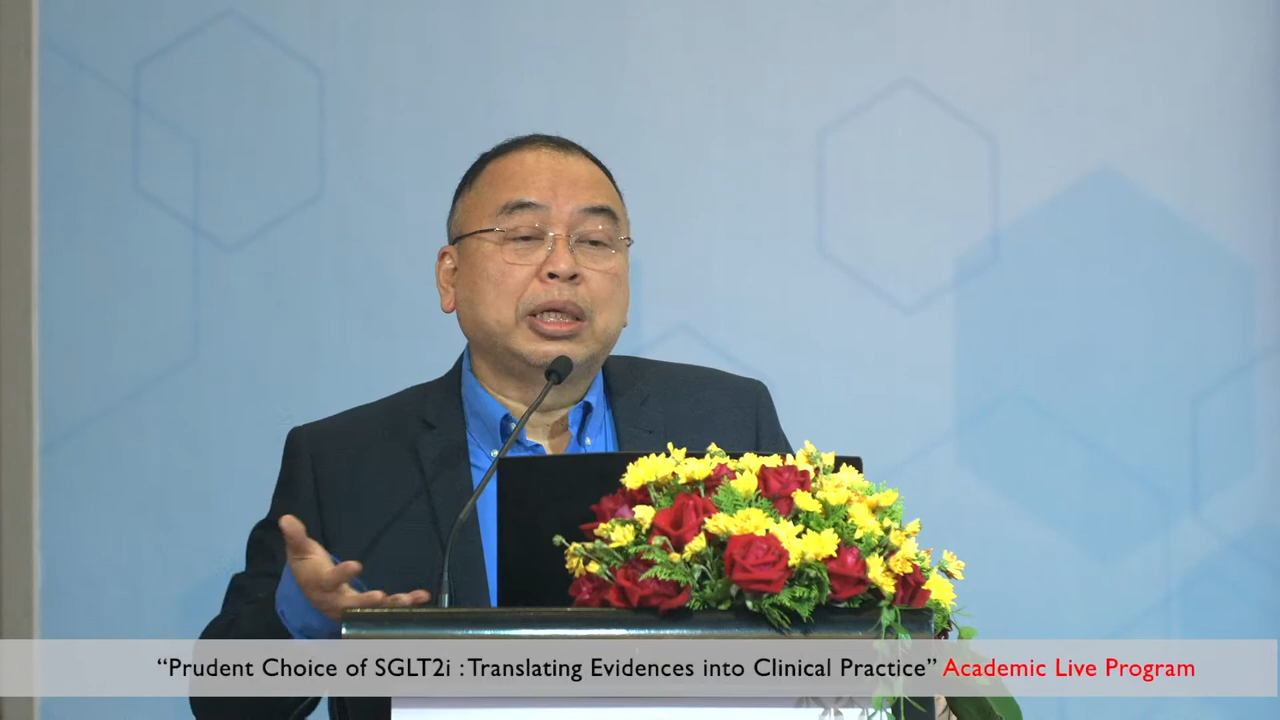 “Prudent Choice of SGLT2i : Translating Evidences into Clinical Practice” Academic Live Program